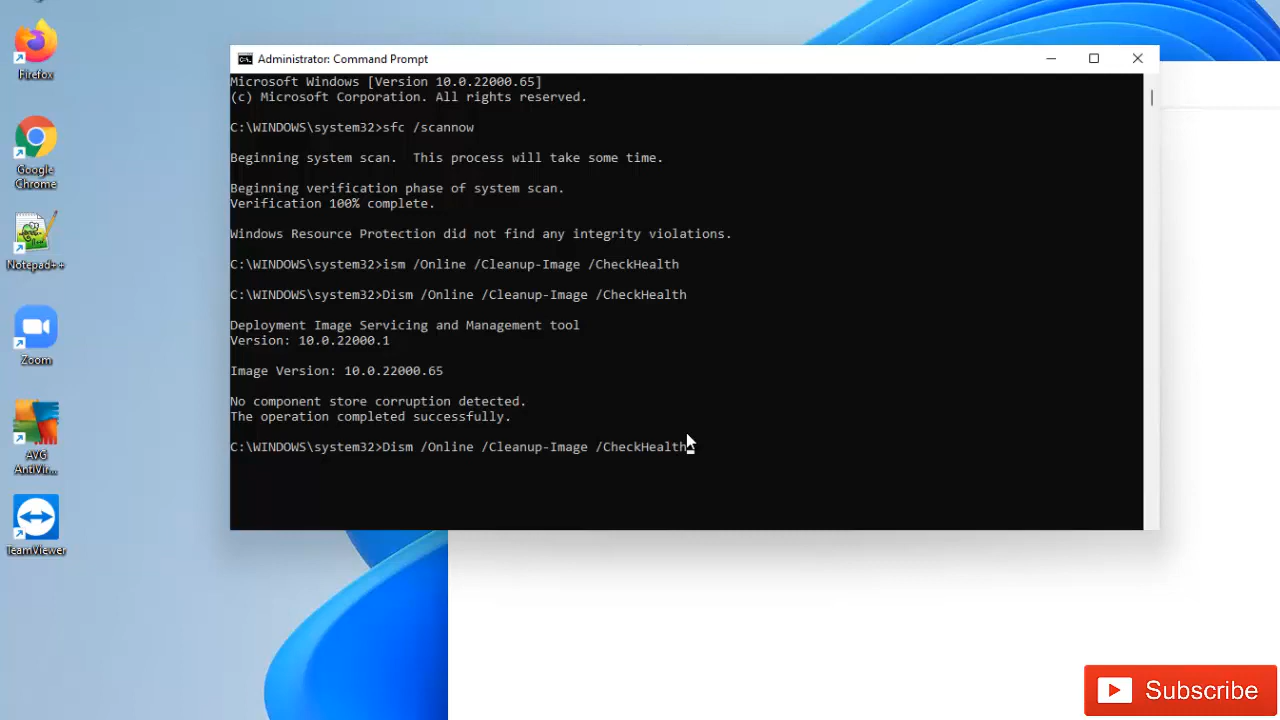 Firefox
Google
Chrome
Notepad++
Zoom
AVG
AntiVir...
TeamViewer
Administrator: Command Prompt
Microsoft Windows [Version 10.0.22000.65]
(c) Microsoft Corporation. All rights reserved.
C:\WINDOWS\system32>sfc /scannow
Beginning system scan.  This process will take some time.
Beginning verification phase of system scan.
Verification 100% complete.
Windows Resource Protection did not find any integrity violations.
C:\WINDOWS\system32>ism /Online /Cleanup-Image /CheckHealth
C:\WINDOWS\system32>Dism /Online /Cleanup-Image /CheckHealth
Deployment Image Servicing and Management tool
Version: 10.0.22000.1
Image Version: 10.0.22000.65
No component store corruption detected.
The operation completed successfully.
C:\WINDOWS\system32>Dism /Online /Cleanup-Image /CheckHealth
Subscribe